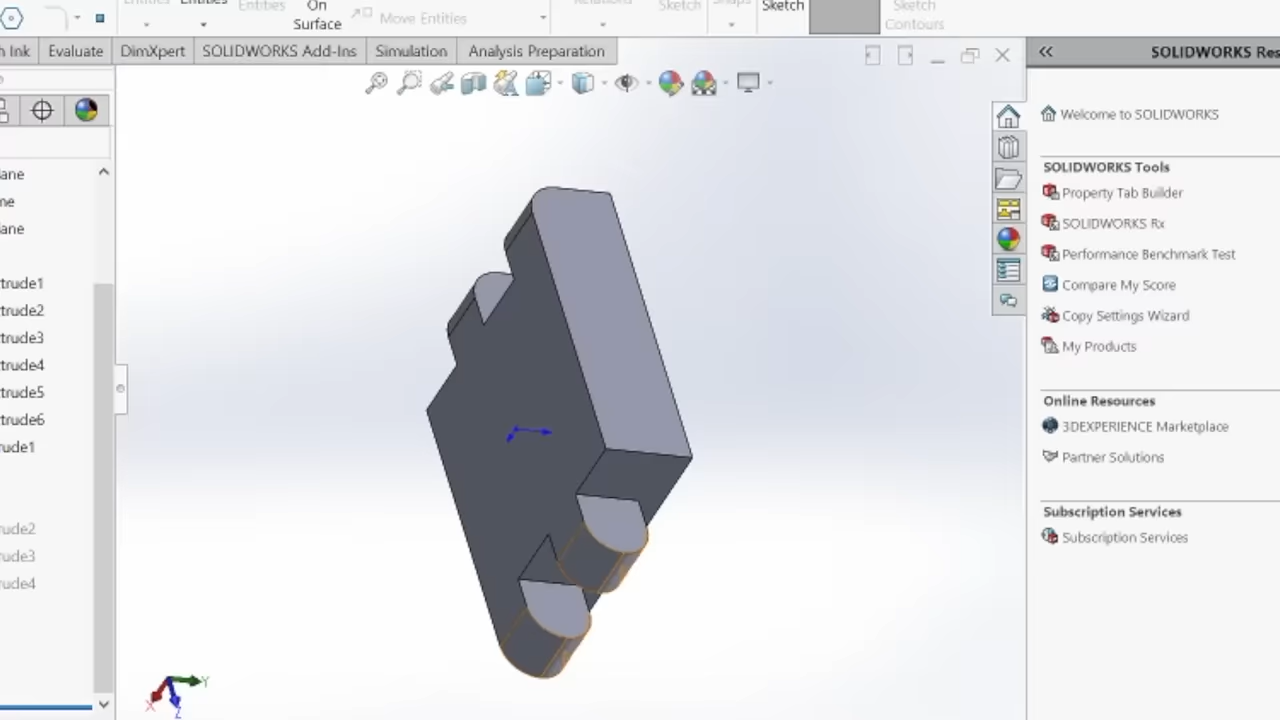 Entities
Entities
Entities
On
Surface
Move Entities
Relations
Sketch
Snaps
Sketch
Sketch
Contours
h Ink
Evaluate
DimXpert
SOLIDWORKS Add-Ins
Simulation
Analysis Preparation
SOLIDWORKS Res
ane
me
ane
trude1
trude2
trude3
trude4
trude5
trude6
rude1
rude2
rude3
rude4
Welcome to SOLIDWORKS
SOLIDWORKS Tools
Property Tab Builder
SOLIDWORKS Rx
Performance Benchmark Test
Compare My Score
Copy Settings Wizard
My Products
Online Resources
3DEXPERIENCE Marketplace
Partner Solutions
Subscription Services
Subscription Services
X
Y
Z